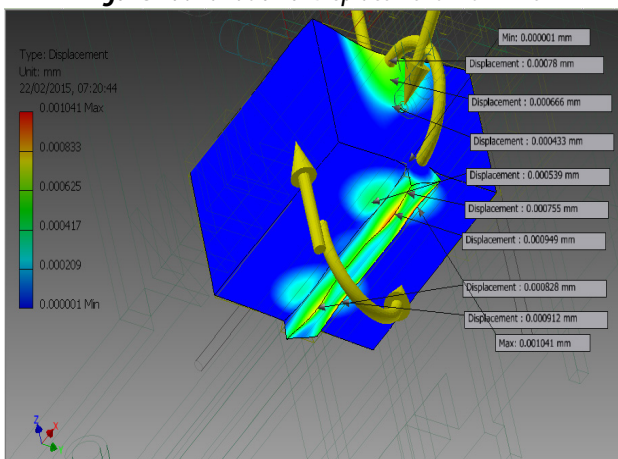 Type: Displacement
Unit: mm
22/02/2015, 07:20:44
0.001041 Max
0.000833
0.000625
0.000417
0.000209
0.000001 Min
Min: 0.000001 mm
Displacement : 0.00078 mm
Displacement : 0.000666 mm
Displacement : 0.000433 mm
Displacement : 0.000539 mm
Displacement : 0.000755 mm
Displacement : 0.000949 mm
Displacement : 0.000828 mm
Displacement : 0.000912 mm
Max: 0.001041 mm
Z
X